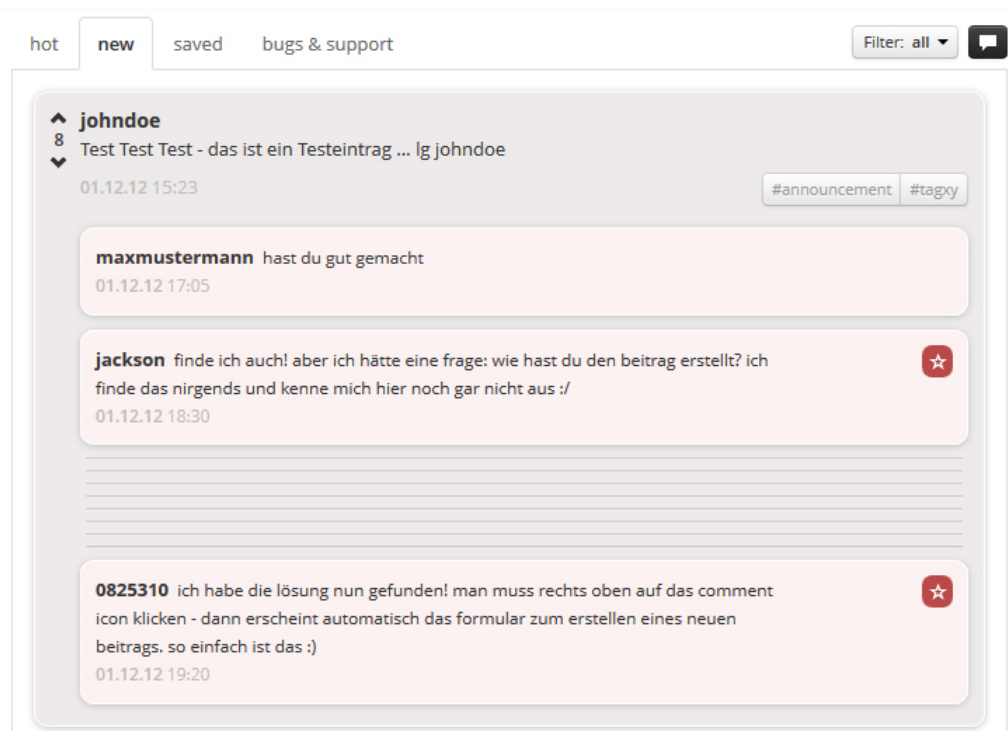 hot new saved bugs & support Filter: all
johndoe
8
Test Test Test - das ist ein Testeintrag ... lg johndoe
01.12.12 15:23 #announcement #tagxy
maxmustermann hast du gut gemacht
01.12.12 17:05
jackson finde ich auch! aber ich hätte eine frage: wie hast du den beitrag erstellt? ich
finde das nirgends und kenne mich hier noch gar nicht aus :/
01.12.12 18:30
0825310 ich habe die lösung nun gefunden! man muss rechts oben auf das comment
icon klicken - dann erscheint automatisch das formular zum erstellen eines neuen
beitrags. so einfach ist das :)
01.12.12 19:20